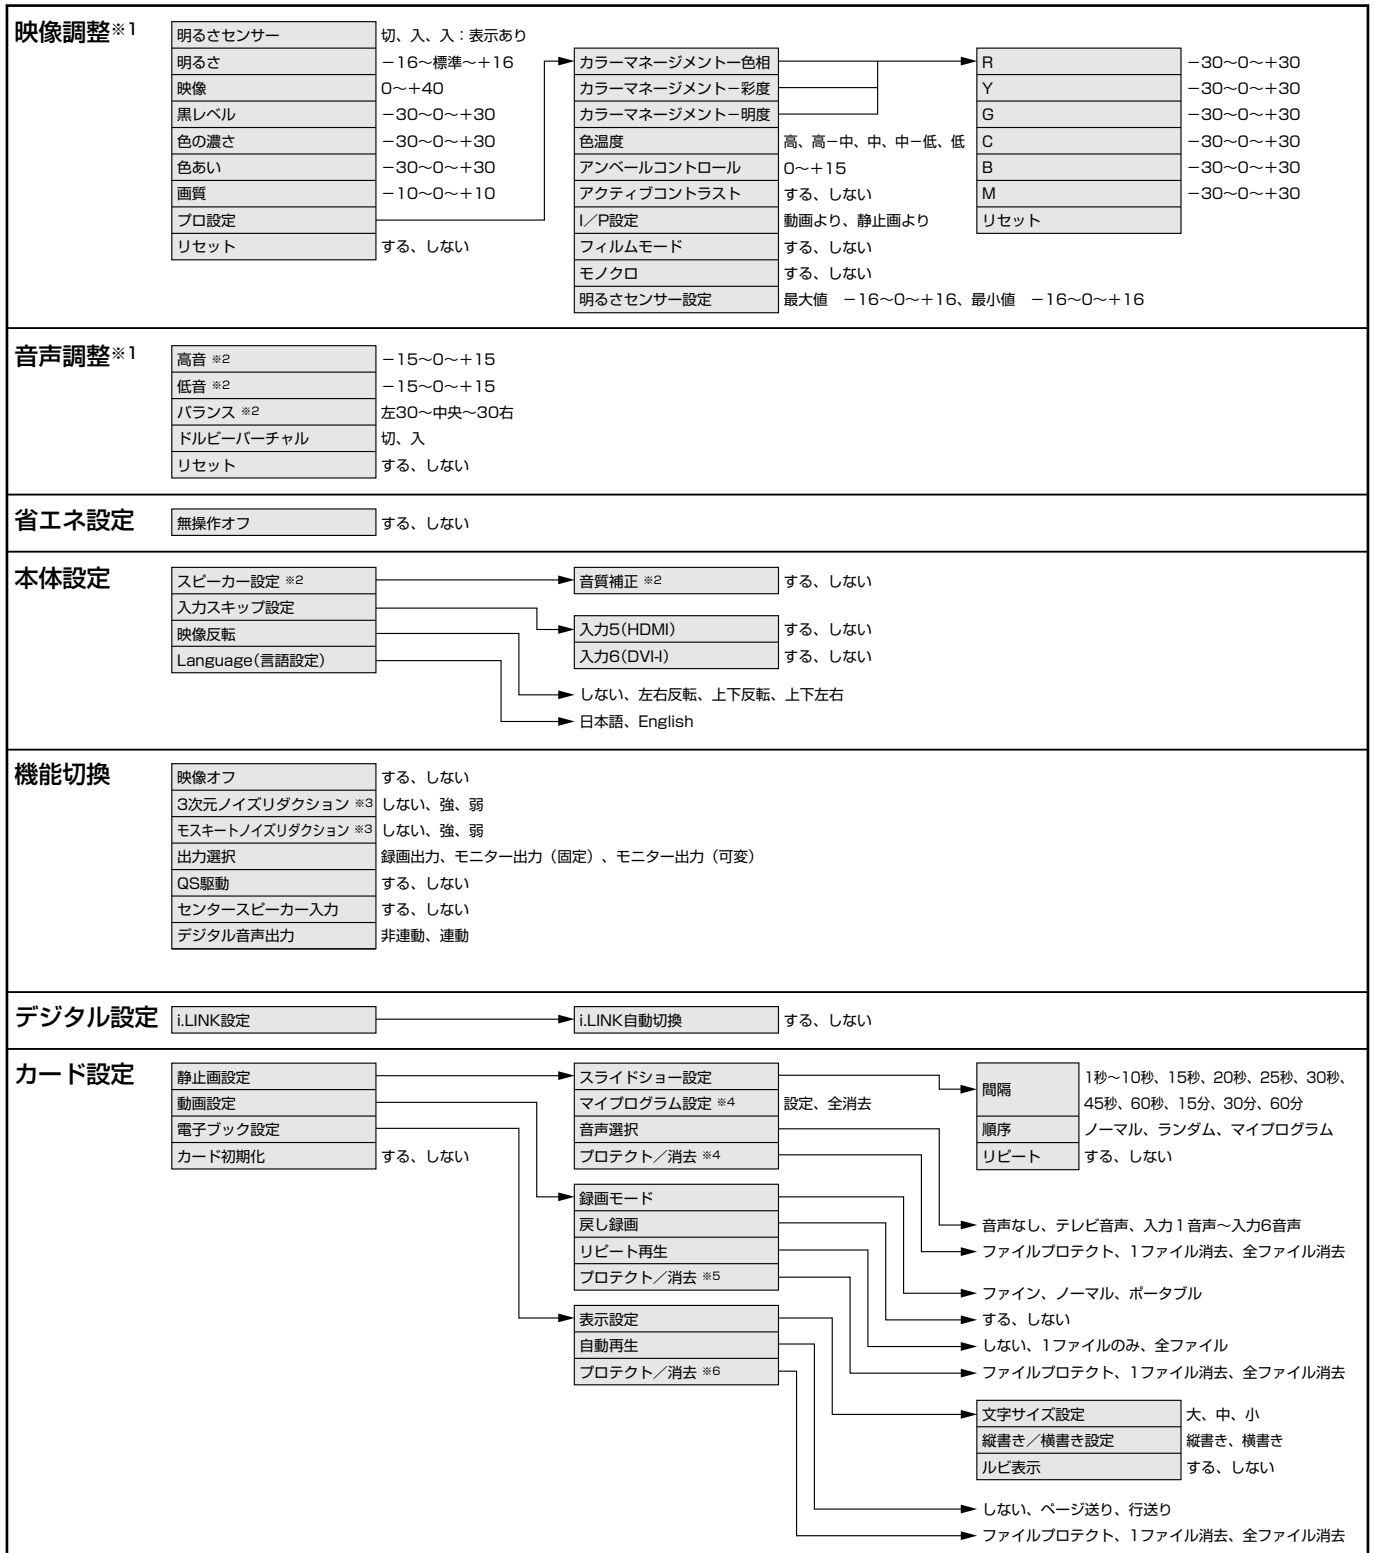 映像調整※1
明るさセンサー 切、入、入：表示あり
明るさ －16～標準～＋16
映像 0～＋40
黒レベル －30～0～＋30
色の濃さ －30～0～＋30
色あい －30～0～＋30
画質 －10～0～＋10
プロ設定
リセット する、しない
カラーマネージメントー色相
カラーマネージメント－彩度
カラーマネージメント－明度
色温度 高、高－中、中、中－低、低
アンベールコントロール 0～＋15
アクティブコントラスト する、しない
I／P設定 動画より、静止画より
フィルムモード する、しない
モノクロ する、しない
明るさセンサー設定 最大値　－16～0～＋16、最小値　－16～0～＋16
R －30～0～＋30
Y －30～0～＋30
G －30～0～＋30
C －30～0～＋30
B －30～0～＋30
M －30～0～＋30
リセット
音声調整※1
高音 ※2 －15～0～＋15
低音 ※2 －15～0～＋15
バランス ※2 左30～中央～30右
ドルビーバーチャル 切、入
リセット する、しない
省エネ設定
無操作オフ する、しない
本体設定
スピーカー設定 ※2
入力スキップ設定
映像反転
Language(言語設定)
音質補正 ※2 する、しない
入力5(HDMI) する、しない
入力6(DVI-I) する、しない
しない、左右反転、上下反転、上下左右
日本語、English
機能切換
映像オフ する、しない
3次元ノイズリダクション ※3 しない、強、弱
モスキートノイズリダクション ※3 しない、強、弱
出力選択 録画出力、モニター出力（固定）、モニター出力（可変）
QS駆動 する、しない
センタースピーカー入力 する、しない
デジタル音声出力 非連動、連動
デジタル設定
i.LINK設定
i.LINK自動切換 する、しない
カード設定
静止画設定
動画設定
電子ブック設定
カード初期化 する、しない
スライドショー設定
マイプログラム設定 ※4 設定、全消去
音声選択
プロテクト／消去 ※4
間隔 1秒～10秒、15秒、20秒、25秒、30秒、
45秒、60秒、15分、30分、60分
順序 ノーマル、ランダム、マイプログラム
リピート する、しない
音声なし、テレビ音声、入力1音声～入力6音声
ファイルプロテクト、1ファイル消去、全ファイル消去
録画モード
戻し録画
リピート再生
プロテクト／消去 ※5
ファイン、ノーマル、ポータブル
する、しない
しない、1ファイルのみ、全ファイル
ファイルプロテクト、1ファイル消去、全ファイル消去
表示設定
自動再生
プロテクト／消去 ※6
文字サイズ設定 大、中、小
縦書き／横書き設定 縦書き、横書き
ルビ表示 する、しない
しない、ページ送り、行送り
ファイルプロテクト、1ファイル消去、全ファイル消去